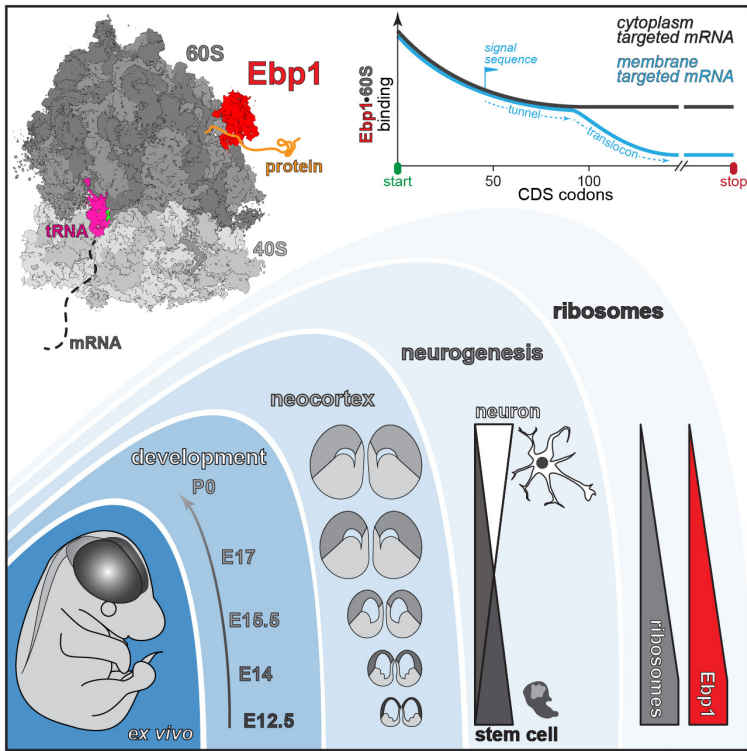 60S
Ebp1
protein
tRNA
40S
mRNA
cytoplasm
targeted mRNA
membrane
targeted mRNA
signal
sequence
Ebp1•60S
binding
tunnel
translocon
start
50
100
stop
CDS codons
ribosomes
neurogenesis
neocortex
neuron
development
P0
E17
E15.5
E14
E12.5
ex vivo
stem cell
ribosomes
Ebp1